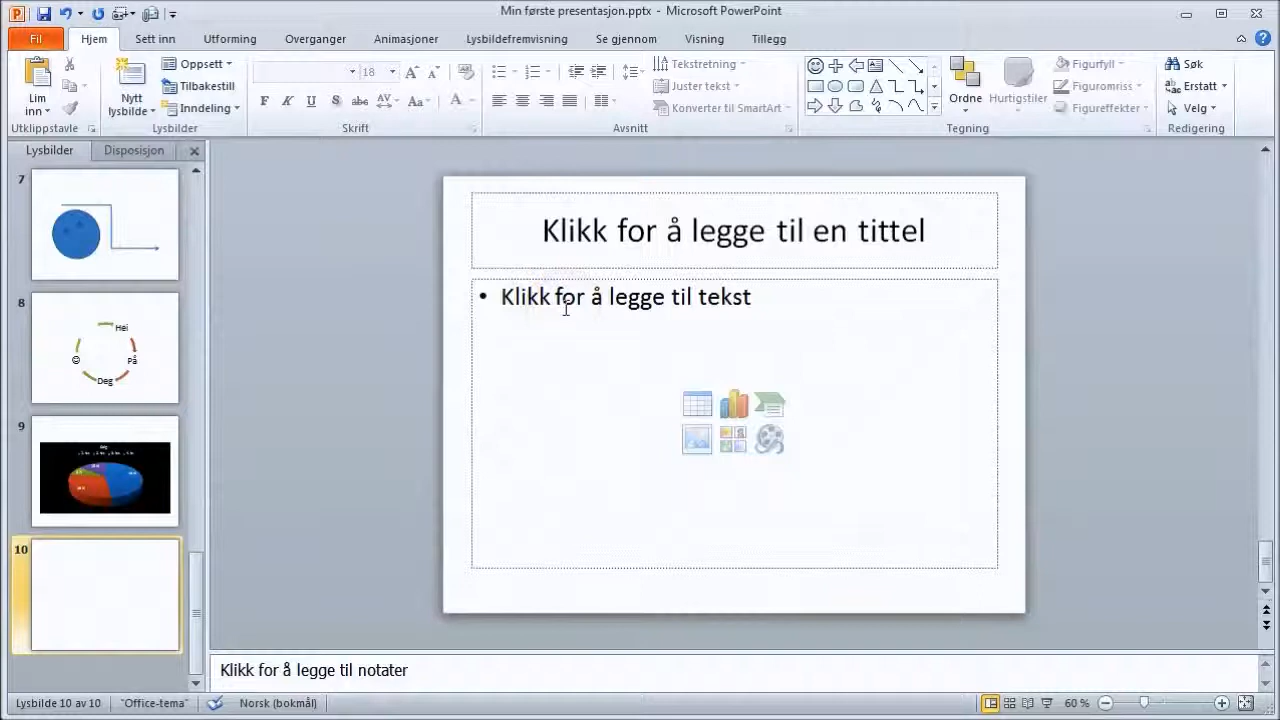 Min første presentasjon.pptx - Microsoft PowerPoint
Fil Hjem Sett inn Utforming Overganger Animasjoner Lysbildefremvisning Se gjennom Visning Tillegg
Lim inn
Utklippstavle
Nytt lysbilde
Oppsett
Tilbakestill
Inndeling
Lysbilder
18
F K U S abc AV Aa A
Skrift
Tekstretning
Juster tekst
Konverter til SmartArt
Avsnitt
Ordne
Hurtigstiler
Figurfyll
Figuromriss
Figureffekter
Tegning
Søk
Erstatt
Velg
Redigering
Lysbilder Disposisjon
7
8
Hei
På
Deg
9
10
Klikk for å legge til en tittel
• Klikk for å legge til tekst
Klikk for å legge til notater
Lysbilde 10 av 10 "Office-tema" Norsk (bokmål) 60 %